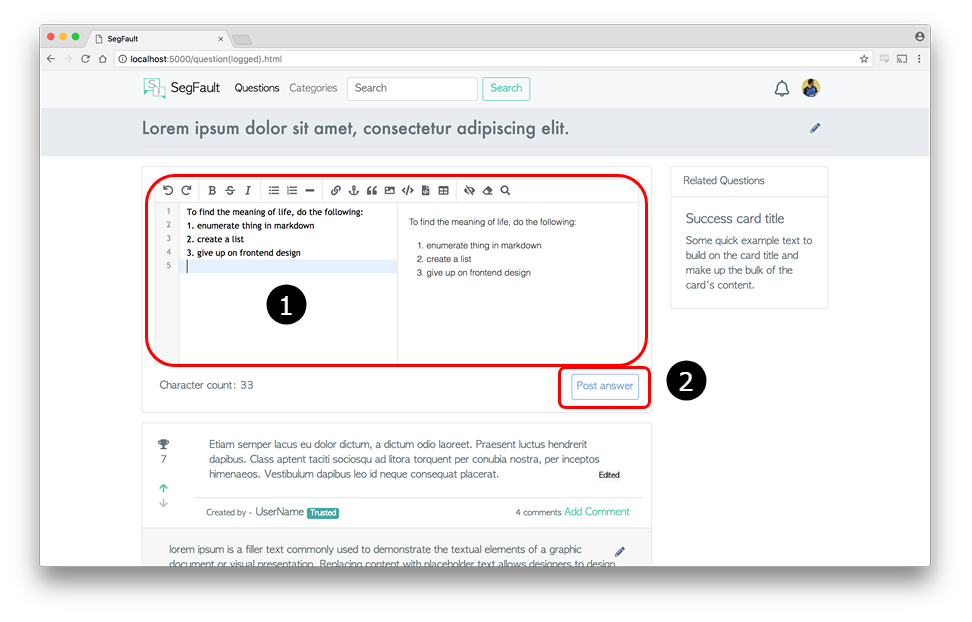 SegFault
localhost:5000/question(logged).html
SegFault Questions Categories Search Search
Lorem ipsum dolor sit amet, consectetur adipiscing elit.
1 To find the meaning of life, do the following:
2 1. enumerate thing in markdown
3 2. create a list
4 3. give up on frontend design
5
To find the meaning of life, do the following:
1. enumerate thing in markdown
2. create a list
3. give up on frontend design
1
Character count: 33
Post answer
2
Related Questions
Success card title
Some quick example text to
build on the card title and
make up the bulk of the
card's content.
7
Etiam semper lacus eu dolor dictum, a dictum odio laoreet. Praesent luctus hendrerit
dapibus. Class aptent taciti sociosqu ad litora torquent per conubia nostra, per inceptos
himenaeos. Vestibulum dapibus leo id neque consequat placerat.
Edited
Created by - UserName Trusted
4 comments Add Comment
lorem ipsum is a filler text commonly used to demonstrate the textual elements of a graphic
document or visual presentation. Replacing content with placeholder text allows designers to design